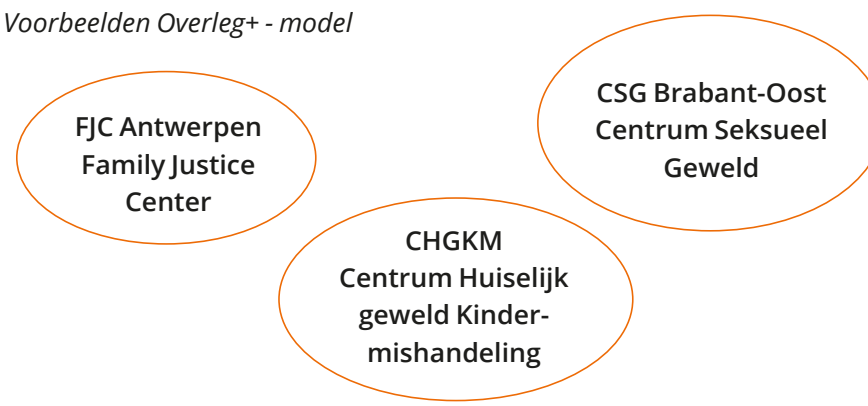 Voorbeelden Overleg+ - model
FJC Antwerpen
Family Justice
Center
CSG Brabant-Oost
Centrum Seksueel
Geweld
CHGKM
Centrum Huiselijk
geweld Kinder-
mishandeling